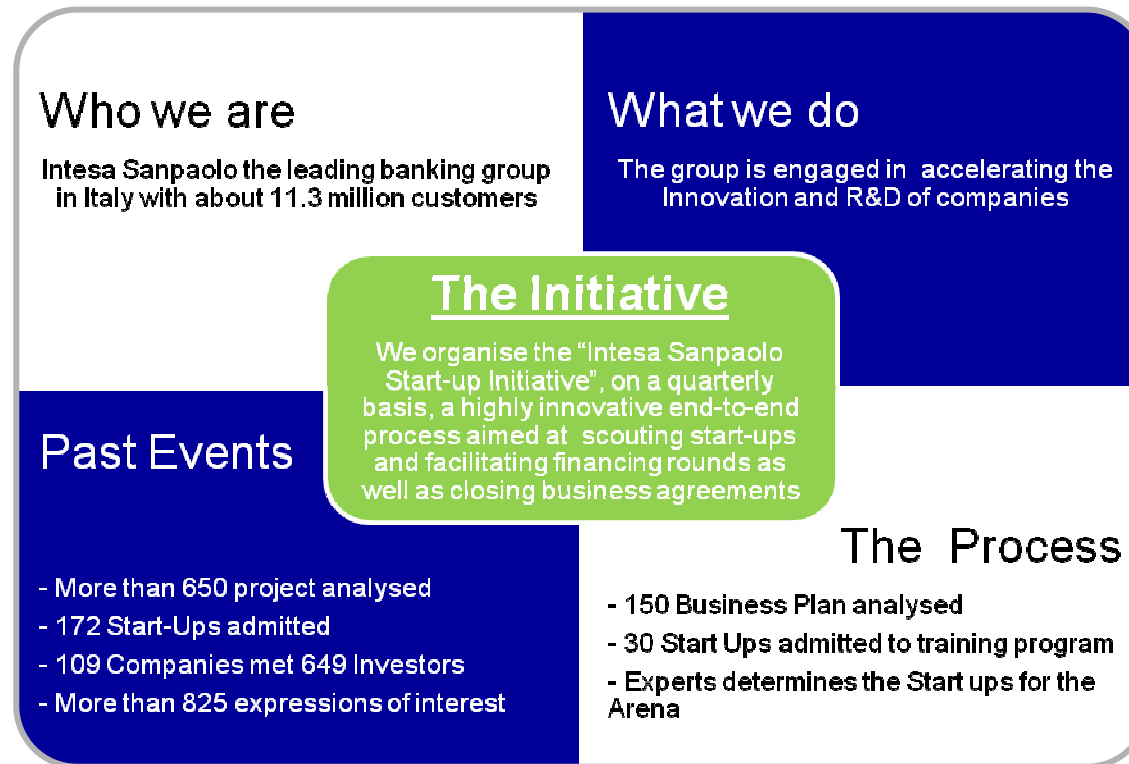 Who we are
Intesa Sanpaolo the leading banking group
in Italy with about 11.3 million customers
What we do
The group is engaged in accelerating the
Innovation and R&D of companies
The Initiative
We organise the “Intesa Sanpaolo
Start-up Initiative”, on a quarterly
basis, a highly innovative end-to-end
process aimed at scouting start-ups
and facilitating financing rounds as
well as closing business agreements
Past Events
- More than 650 project analysed
- 172 Start-Ups admitted
- 109 Companies met 649 Investors
- More than 825 expressions of interest
The Process
- 150 Business Plan analysed
- 30 Start Ups admitted to training program
- Experts determines the Start ups for the
Arena